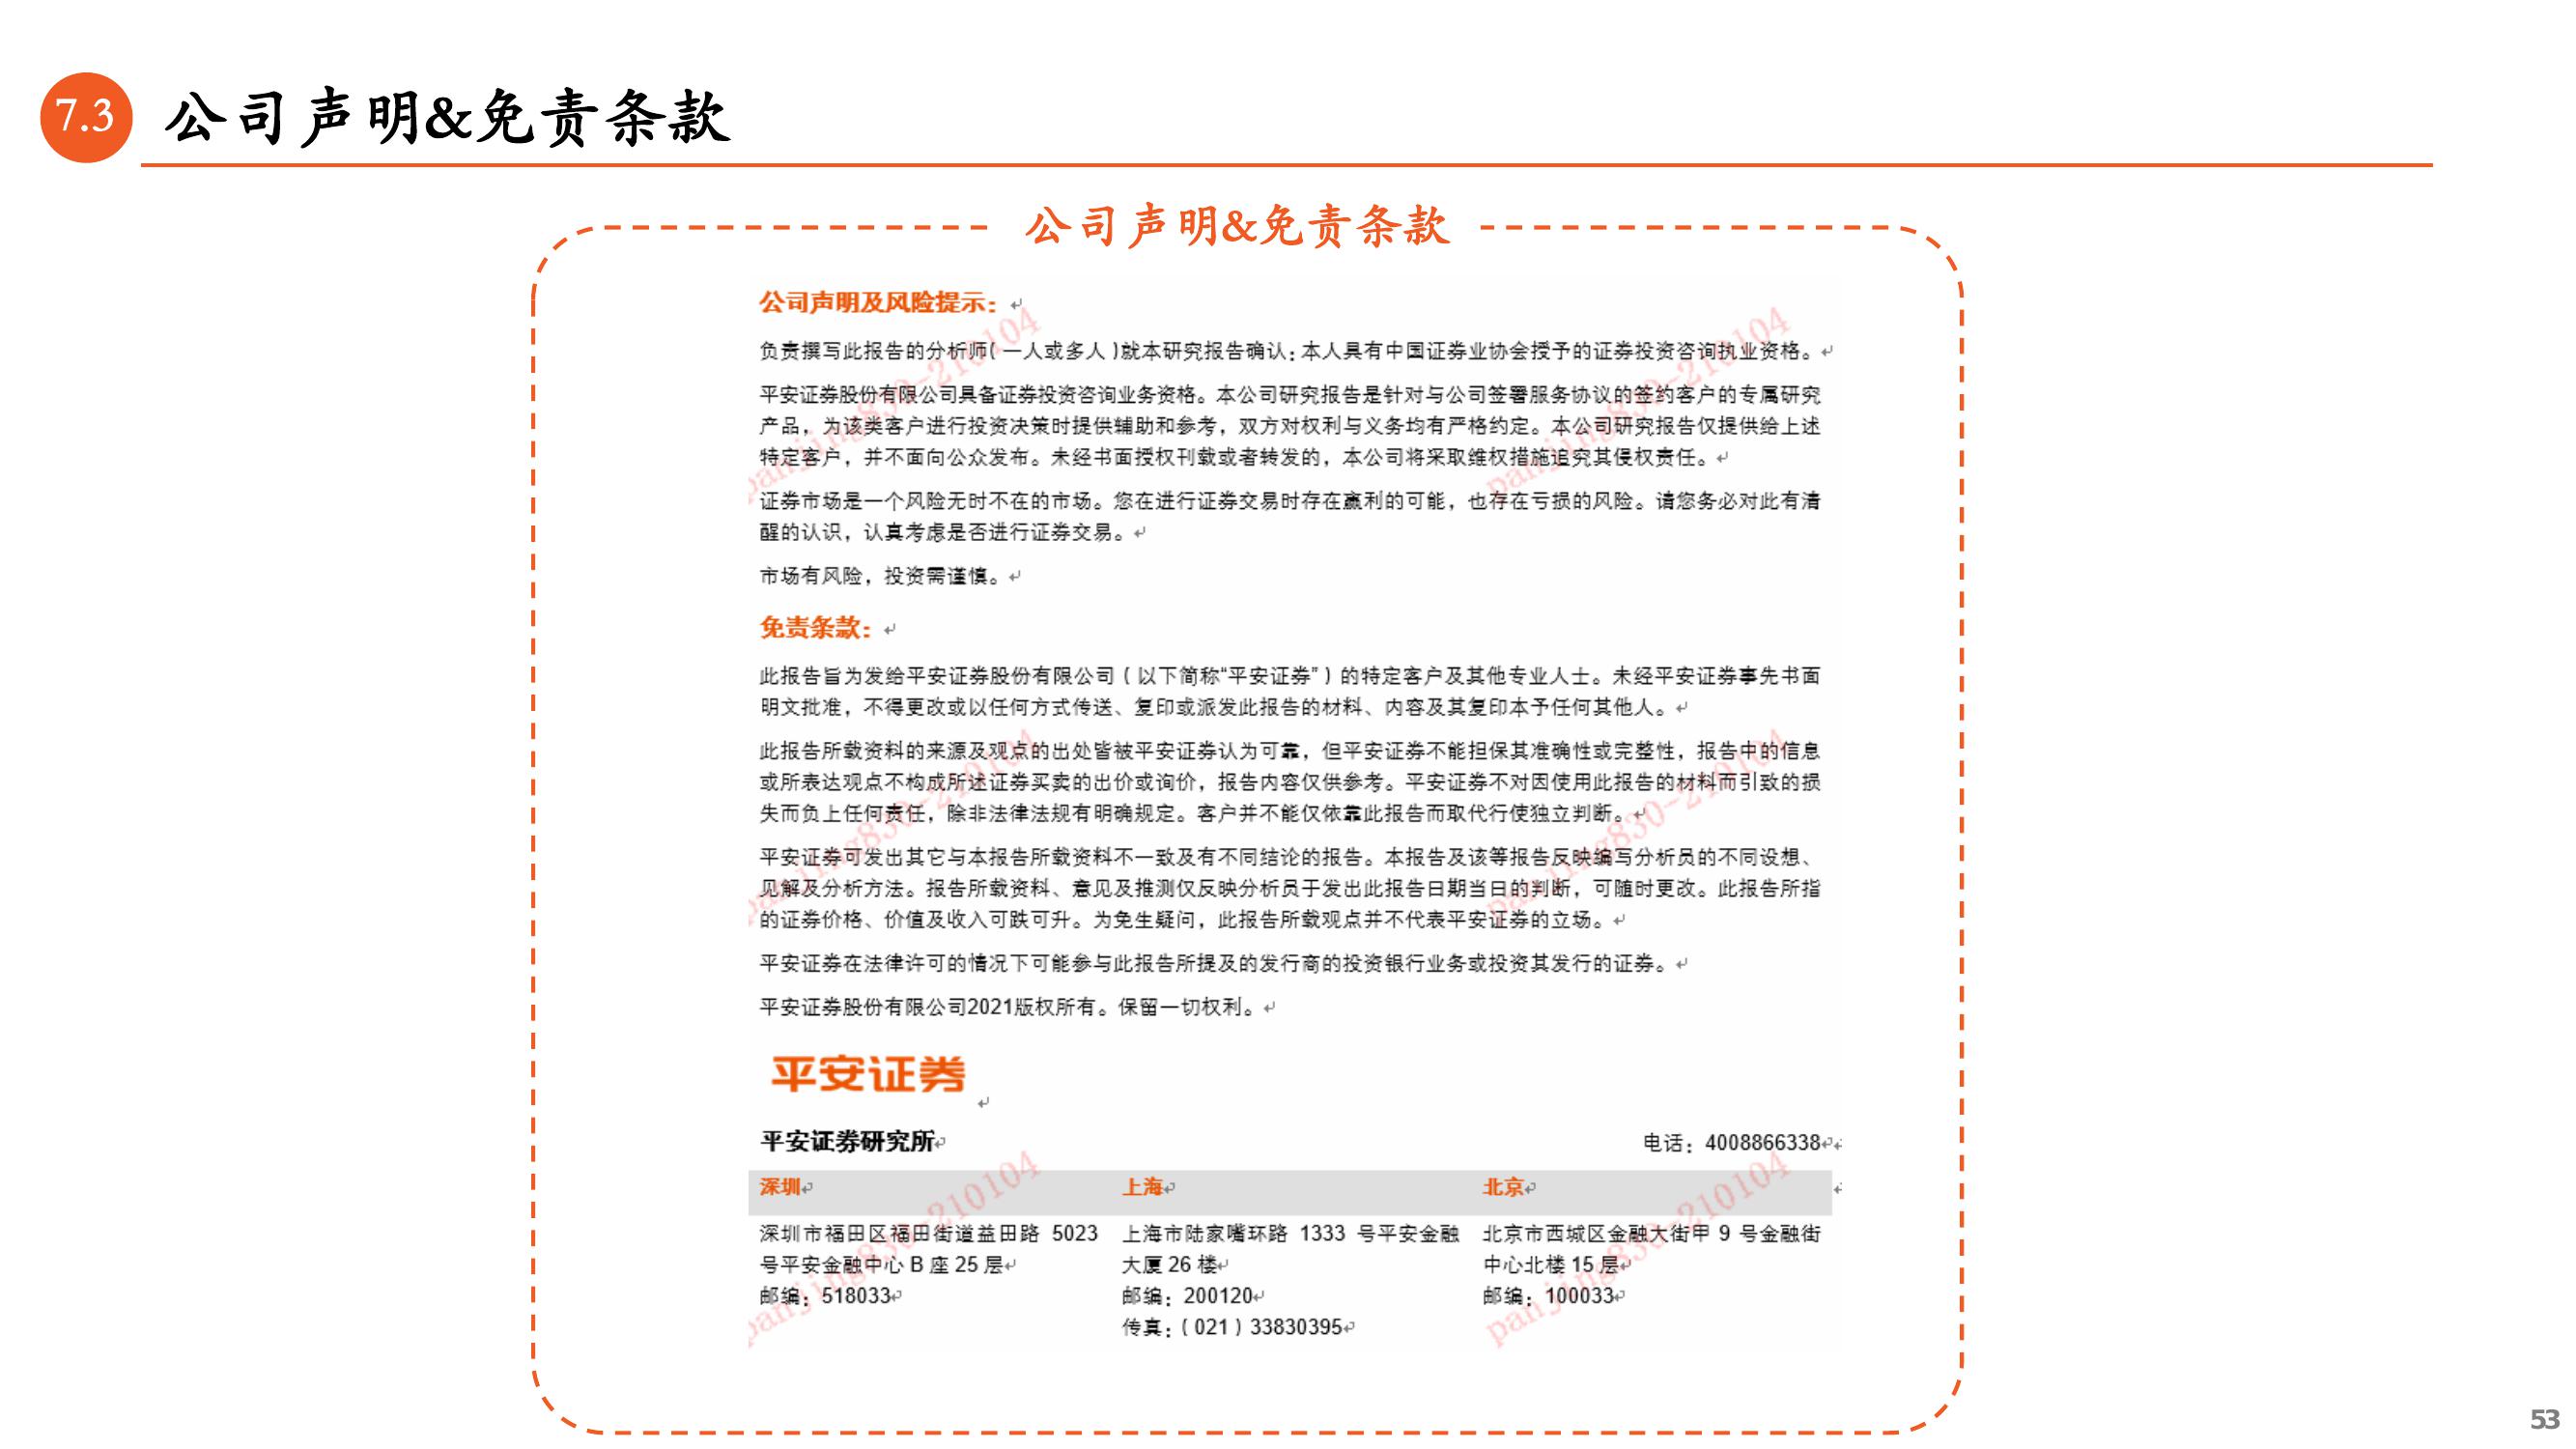 7.3 公司声明&免责条款
公司声明&免责条款
公司声明及风险提示：
负责撰写此报告的分析师(一人或多人)就本研究报告确认：本人具有中国证券业协会授予的证券投资咨询执业资格。
平安证券股份有限公司具备证券投资咨询业务资格。本公司研究报告是针对与公司签署服务协议的签约客户的专属研究
产品，为该类客户进行投资决策时提供辅助和参考，双方对权利与义务均有严格约定。本公司研究报告仅提供给上述
特定客户，并不面向公众发布。未经书面授权刊载或者转发的，本公司将采取维权措施追究其侵权责任。
证券市场是一个风险无时不在的市场。您在进行证券交易时存在赢利的可能，也存在亏损的风险。请您务必对此有清
醒的认识，认真考虑是否进行证券交易。
市场有风险，投资需谨慎。
免责条款：
此报告旨为发给平安证券股份有限公司(以下简称“平安证券”)的特定客户及其他专业人士。未经平安证券事先书面
明文批准，不得更改或以任何方式传送、复印或派发此报告的材料、内容及其复印本予任何其他人。
此报告所载资料的来源及观点的出处皆被平安证券认为可靠，但平安证券不能担保其准确性或完整性，报告中的信息
或所表达观点不构成所述证券买卖的出价或询价，报告内容仅供参考。平安证券不对因使用此报告的材料而引致的损
失而负上任何责任，除非法律法规有明确规定。客户并不能仅依靠此报告而取代行使独立判断。
平安证券可发出其它与本报告所载资料不一致及有不同结论的报告。本报告及该等报告反映编写分析员的不同设想、
见解及分析方法。报告所载资料、意见及推测仅反映分析员于发出此报告日期当日的判断，可随时更改。此报告所指
的证券价格、价值及收入可跌可升。为免生疑问，此报告所载观点并不代表平安证券的立场。
平安证券在法律许可的情况下可能参与此报告所提及的发行商的投资银行业务或投资其发行的证券。
平安证券股份有限公司2021版权所有。保留一切权利。
平安证券
平安证券研究所 电话：4008866338
深圳 上海 北京
深圳市福田区福田街道益田路 5023 上海市陆家嘴环路 1333 号平安金融 北京市西城区金融大街甲 9 号金融街
号平安金融中心 B 座 25 层 大厦 26 楼 中心北楼 15 层
邮编：518033 邮编：200120 邮编：100033
传真：(021) 33830395
panjing830-210104
panjing830-210104
panjing830-210104
panjing830-210104
panjing830-210104
panjing830-210104
53